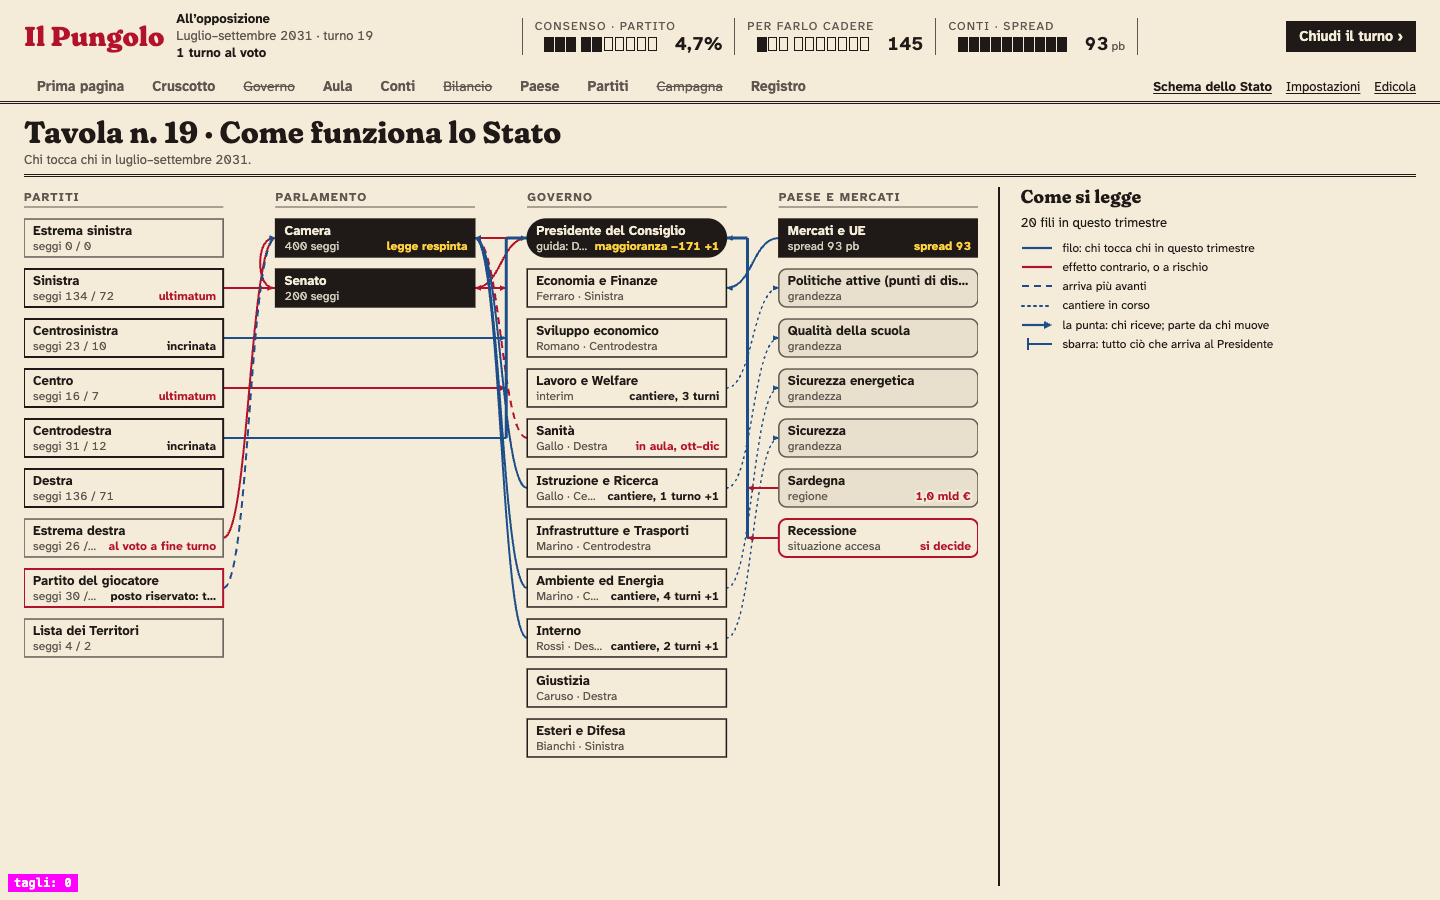 Il Pungolo
All'opposizione
Luglio–settembre 2031 · turno 19
1 turno al voto
CONSENSO · PARTITO
4,7%
PER FARLO CADERE
145
CONTI · SPREAD
93 pb
Chiudi il turno ›
Prima pagina Cruscotto Governo Aula Conti Bilancio Paese Partiti Campagna Registro
Schema dello Stato Impostazioni Edicola
Tavola n. 19 · Come funziona lo Stato
Chi tocca chi in luglio–settembre 2031.
PARTITI
Estrema sinistra
seggi 0 / 0
Sinistra
seggi 134 / 72 ultimatum
Centrosinistra
seggi 23 / 10 incrinata
Centro
seggi 16 / 7 ultimatum
Centrodestra
seggi 31 / 12 incrinata
Destra
seggi 136 / 71
Estrema destra
seggi 26 /... al voto a fine turno
Partito del giocatore
seggi 30 /... posto riservato: t...
Lista dei Territori
seggi 4 / 2
PARLAMENTO
Camera
400 seggi legge respinta
Senato
200 seggi
GOVERNO
Presidente del Consiglio
guida: D... maggioranza −171 +1
Economia e Finanze
Ferraro · Sinistra
Sviluppo economico
Romano · Centrodestra
Lavoro e Welfare
interim cantiere, 3 turni
Sanità
Gallo · Destra in aula, ott–dic
Istruzione e Ricerca
Gallo · Ce... cantiere, 1 turno +1
Infrastrutture e Trasporti
Marino · Centrodestra
Ambiente ed Energia
Marino · C... cantiere, 4 turni +1
Interno
Rossi · Des... cantiere, 2 turni +1
Giustizia
Caruso · Destra
Esteri e Difesa
Bianchi · Sinistra
PAESE E MERCATI
Mercati e UE
spread 93 pb spread 93
Politiche attive (punti di dis...
grandezza
Qualità della scuola
grandezza
Sicurezza energetica
grandezza
Sicurezza
grandezza
Sardegna
regione 1,0 mld €
Recessione
situazione accesa si decide
Come si legge
20 fili in questo trimestre
filo: chi tocca chi in questo trimestre
effetto contrario, o a rischio
arriva più avanti
cantiere in corso
la punta: chi riceve; parte da chi muove
sbarra: tutto ciò che arriva al Presidente
tagli: 0